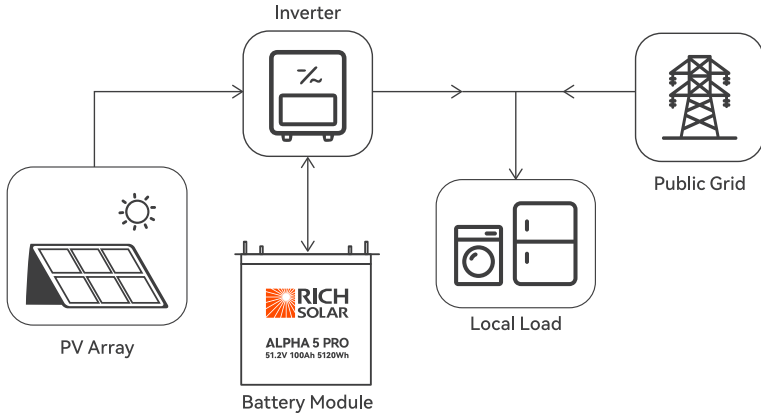 Inverter
Public Grid
RICH
SOLAR
ALPHA 5 PRO
51.2V 100Ah 5120Wh
Local Load
PV Array
Battery Module